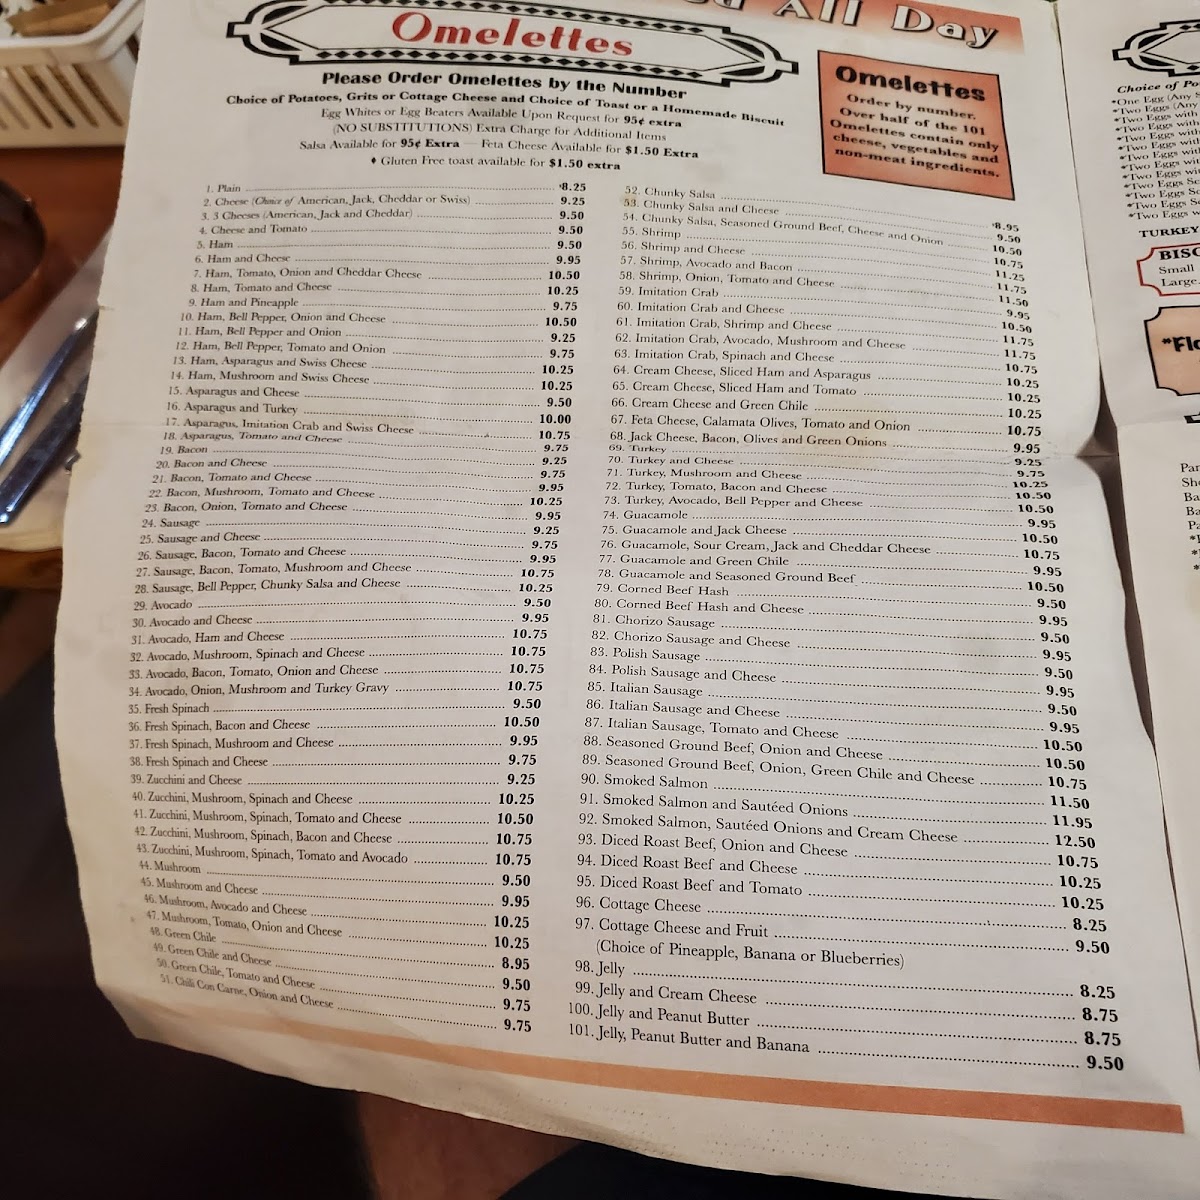 All Day
Omelettes
Please Order Omelettes by the Number
Choice of Potatoes, Grits or Cottage Cheese and Choice of Toast or a Homemade Biscuit
Egg Whites or Egg Beaters Available Upon Request for 95¢ extra
(NO SUBSTITUTIONS) Extra Charge for Additional Items
Salsa Available for 95¢ Extra — Feta Cheese Available for $1.50 Extra
♦ Gluten Free toast available for $1.50 extra
Omelettes
Order by number.
Over half of the 101
Omelettes contain only
cheese, vegetables and
non-meat ingredients.
1. Plain 8.25
2. Cheese (Choice of American, Jack, Cheddar or Swiss) 9.25
3. 3 Cheeses (American, Jack and Cheddar) 9.50
4. Cheese and Tomato 9.50
5. Ham 9.50
6. Ham and Cheese 9.95
7. Ham, Tomato, Onion and Cheddar Cheese 10.50
8. Ham, Tomato and Cheese 10.25
9. Ham and Pineapple 9.75
10. Ham, Bell Pepper, Onion and Cheese 10.50
11. Ham, Bell Pepper and Onion 9.25
12. Ham, Bell Pepper, Tomato and Onion 9.75
13. Ham, Asparagus and Swiss Cheese 10.25
14. Ham, Mushroom and Swiss Cheese 10.25
15. Asparagus and Cheese 9.50
16. Asparagus and Turkey 10.00
17. Asparagus, Imitation Crab and Swiss Cheese 10.75
18. Asparagus, Tomato and Cheese 9.75
19. Bacon 9.25
20. Bacon and Cheese 9.75
21. Bacon, Tomato and Cheese 9.95
22. Bacon, Mushroom, Tomato and Cheese 10.25
23. Bacon, Onion, Tomato and Cheese 9.95
24. Sausage 9.25
25. Sausage and Cheese 9.75
26. Sausage, Bacon, Tomato and Cheese 9.95
27. Sausage, Bacon, Tomato, Mushroom and Cheese 10.75
28. Sausage, Bell Pepper, Chunky Salsa and Cheese 10.25
29. Avocado 9.50
30. Avocado and Cheese 9.95
31. Avocado, Ham and Cheese 10.75
32. Avocado, Mushroom, Spinach and Cheese 10.75
33. Avocado, Bacon, Tomato, Onion and Cheese 10.75
34. Avocado, Onion, Mushroom and Turkey Gravy 10.75
35. Fresh Spinach 9.50
36. Fresh Spinach, Bacon and Cheese 10.50
37. Fresh Spinach, Mushroom and Cheese 9.95
38. Fresh Spinach and Cheese 9.75
39. Zucchini and Cheese 9.25
40. Zucchini, Mushroom, Spinach and Cheese 10.25
41. Zucchini, Mushroom, Spinach, Tomato and Cheese 10.50
42. Zucchini, Mushroom, Spinach, Bacon and Cheese 10.75
43. Zucchini, Mushroom, Spinach, Tomato and Avocado 10.75
44. Mushroom 9.50
45. Mushroom and Cheese 9.95
46. Mushroom, Avocado and Cheese 10.25
47. Mushroom, Tomato, Onion and Cheese 10.25
48. Green Chile 8.95
49. Green Chile and Cheese 9.50
50. Green Chile, Tomato and Cheese 9.75
51. Chili Con Carne, Onion and Cheese 9.75
52. Chunky Salsa 8.95
53. Chunky Salsa and Cheese 9.50
54. Chunky Salsa, Seasoned Ground Beef, Cheese and Onion 10.50
55. Shrimp 10.75
56. Shrimp and Cheese 11.25
57. Shrimp, Avocado and Bacon 11.75
58. Shrimp, Onion, Tomato and Cheese 11.50
59. Imitation Crab 9.95
60. Imitation Crab and Cheese 10.50
61. Imitation Crab, Shrimp and Cheese 11.75
62. Imitation Crab, Avocado, Mushroom and Cheese 11.75
63. Imitation Crab, Spinach and Cheese 10.75
64. Cream Cheese, Sliced Ham and Asparagus 10.25
65. Cream Cheese, Sliced Ham and Tomato 10.25
66. Cream Cheese and Green Chile 10.25
67. Feta Cheese, Calamata Olives, Tomato and Onion 10.75
68. Jack Cheese, Bacon, Olives and Green Onions 9.95
69. Turkey 9.25
70. Turkey and Cheese 9.75
71. Turkey, Mushroom and Cheese 10.25
72. Turkey, Tomato, Bacon and Cheese 10.50
73. Turkey, Avocado, Bell Pepper and Cheese 10.50
74. Guacamole 9.95
75. Guacamole and Jack Cheese 10.50
76. Guacamole, Sour Cream, Jack and Cheddar Cheese 10.75
77. Guacamole and Green Chile 9.95
78. Guacamole and Seasoned Ground Beef 10.50
79. Corned Beef Hash 9.50
80. Corned Beef Hash and Cheese 9.95
81. Chorizo Sausage 9.50
82. Chorizo Sausage and Cheese 9.95
83. Polish Sausage 9.50
84. Polish Sausage and Cheese 9.95
85. Italian Sausage 9.50
86. Italian Sausage and Cheese 9.95
87. Italian Sausage, Tomato and Cheese 10.50
88. Seasoned Ground Beef, Onion and Cheese 10.50
89. Seasoned Ground Beef, Onion, Green Chile and Cheese 10.75
90. Smoked Salmon 11.50
91. Smoked Salmon and Sautéed Onions 11.95
92. Smoked Salmon, Sautéed Onions and Cream Cheese 12.50
93. Diced Roast Beef, Onion and Cheese 10.75
94. Diced Roast Beef and Cheese 10.25
95. Diced Roast Beef and Tomato 10.25
96. Cottage Cheese 8.25
97. Cottage Cheese and Fruit 9.50
(Choice of Pineapple, Banana or Blueberries)
98. Jelly 8.25
99. Jelly and Cream Cheese 8.75
100. Jelly and Peanut Butter 8.75
101. Jelly, Peanut Butter and Banana 9.50
Choice of
*One Egg (Any
*Two Eggs (Any
*Two Eggs with
*Two Eggs with
*Two Eggs with
*Two Eggs with
*Two Eggs
*Two Eggs
*Two Eggs
*Two Eggs
TURKEY
Small
Large